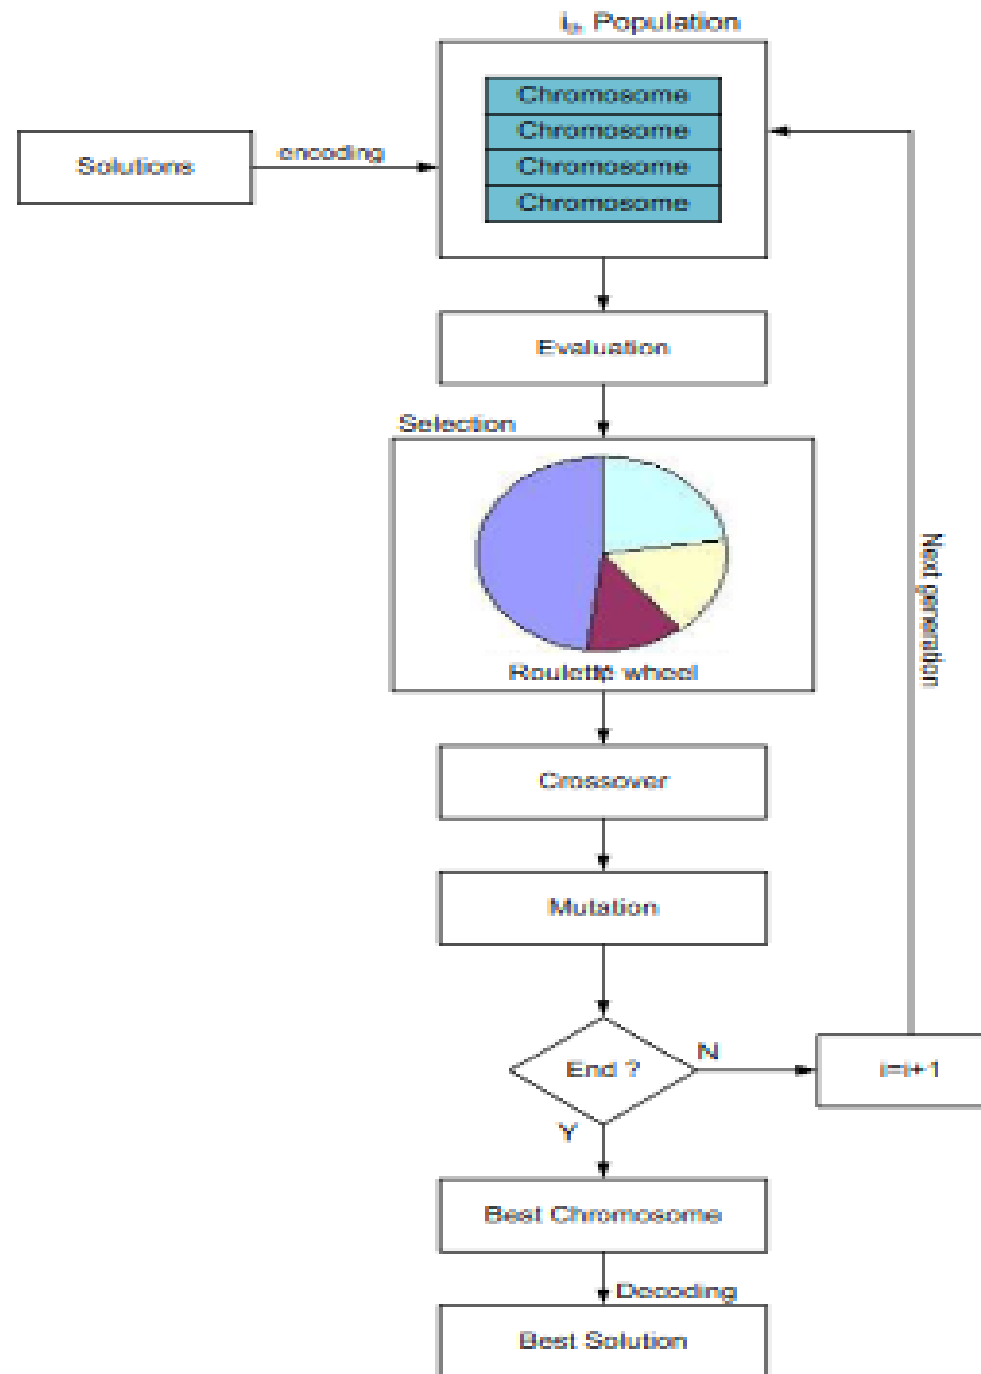 Population
Chromosome
Chromosome
Chromosome
Chromosome
Solutions
encoding
Evaluation
Selection
Roulette wheel
Next generation
Crossover
Mutation
End ?
N
i=i+1
Y
Best Chromosome
Decoding
Best Solution